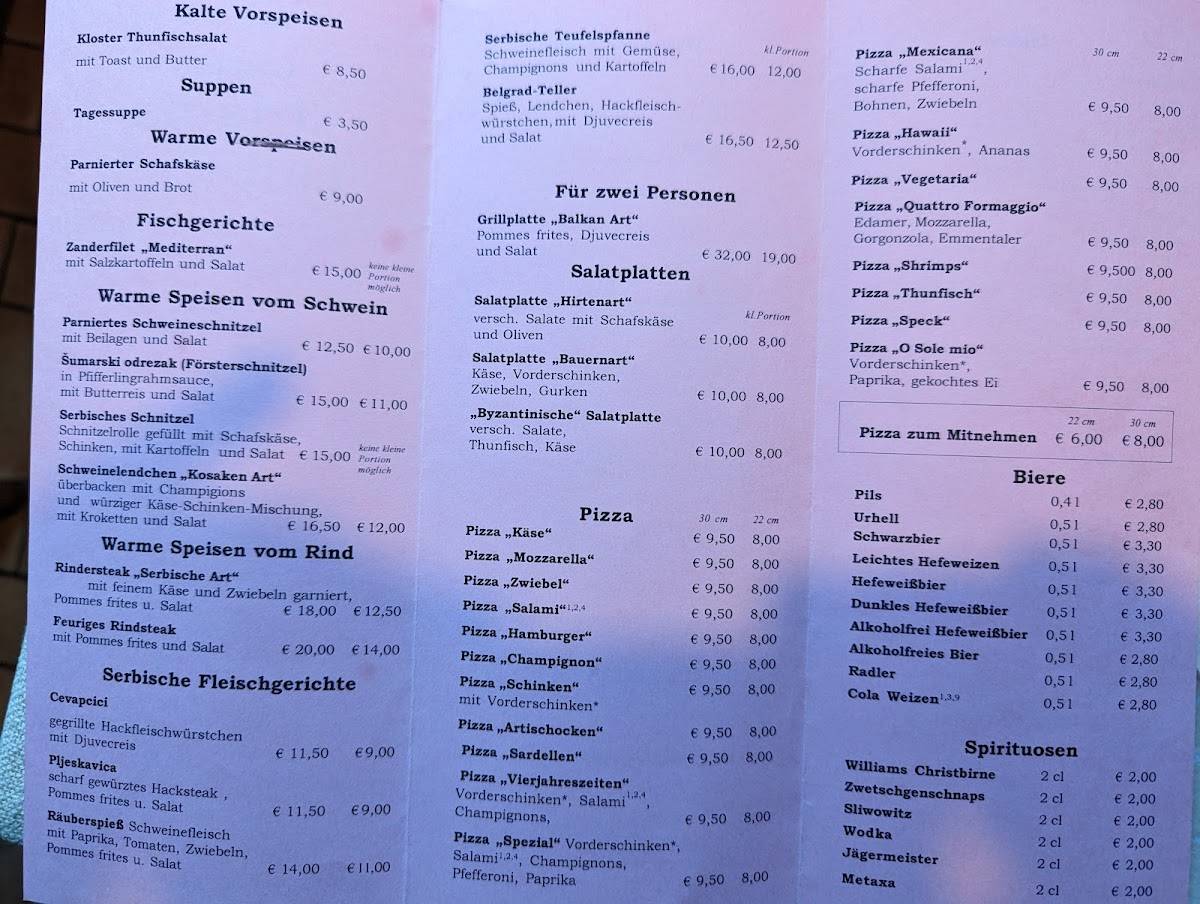 Kalte Vorspeisen
Kloster Thunfischsalat
mit Toast und Butter € 8,50
Suppen
Tagessuppe € 3,50
Warme Vorspeisen
Parnierter Schafskäse
mit Oliven und Brot € 9,00
Fischgerichte
Zanderfilet „Mediterran“
mit Salzkartoffeln und Salat € 15,00 keine kleine
Portion
möglich
Warme Speisen vom Schwein
Parniertes Schweineschnitzel
mit Beilagen und Salat € 12,50 € 10,00
Šumarski odrezak (Försterschnitzel)
in Pfifferlingrahmsauce,
mit Butterreis und Salat € 15,00 € 11,00
Serbisches Schnitzel
Schnitzelrolle gefüllt mit Schafskäse,
Schinken, mit Kartoffeln und Salat € 15,00 keine kleine
Portion
möglich
Schweinelendchen „Kosaken Art“
überbacken mit Champigions
und würziger Käse-Schinken-Mischung,
mit Kroketten und Salat € 16,50 € 12,00
Warme Speisen vom Rind
Rindersteak „Serbische Art“
mit feinem Käse und Zwiebeln garniert,
Pommes frites u. Salat € 18,00 € 12,50
Feuriges Rindsteak
mit Pommes frites und Salat € 20,00 € 14,00
Serbische Fleischgerichte
Cevapcici
gegrillte Hackfleischwürstchen
mit Djuvecreis € 11,50 €9,00
Pljeskavica
scharf gewürztes Hacksteak ,
Pommes frites u. Salat € 11,50 €9,00
Räuberspieß Schweinefleisch
mit Paprika, Tomaten, Zwiebeln,
Pommes frites u. Salat € 14,00 €11,00
Serbische Teufelspfanne
Schweinefleisch mit Gemüse, kl.Portion
Champignons und Kartoffeln € 16,00 12,00
Belgrad-Teller
Spieß, Lendchen, Hackfleisch-
würstchen,mit Djuvecreis
und Salat € 16,50 12,50
Für zwei Personen
Grillplatte „Balkan Art“
Pommes frites, Djuvecreis
und Salat € 32,00 19,00
Salatplatten
Salatplatte „Hirtenart“
versch. Salate mit Schafskäse kl.Portion
und Oliven € 10,00 8,00
Salatplatte „Bauernart“
Käse, Vorderschinken,
Zwiebeln, Gurken € 10,00 8,00
„Byzantinische“ Salatplatte
versch. Salate,
Thunfisch, Käse € 10,00 8,00
Pizza 30 cm 22 cm
Pizza „Käse“ € 9,50 8,00
Pizza „Mozzarella“ € 9,50 8,00
Pizza „Zwiebel“ € 9,50 8,00
Pizza „Salami“1,2,4 € 9,50 8,00
Pizza „Hamburger“ € 9,50 8,00
Pizza „Champignon“ € 9,50 8,00
Pizza „Schinken“
mit Vorderschinken* € 9,50 8,00
Pizza „Artischocken“ € 9,50 8,00
Pizza „Sardellen“ € 9,50 8,00
Pizza „Vierjahreszeiten“
Vorderschinken*, Salami1,2,4,
Champignons, € 9,50 8,00
Pizza „Spezial“ Vorderschinken*,
Salami1,2,4, Champignons,
Pfefferoni, Paprika € 9,50 8,00
Pizza „Mexicana“ 30 cm 22 cm
Scharfe Salami1,2,4,
scharfe Pfefferoni,
Bohnen, Zwiebeln € 9,50 8,00
Pizza „Hawaii“
Vorderschinken*, Ananas € 9,50 8,00
Pizza „Vegetaria“ € 9,50 8,00
Pizza „Quattro Formaggio“
Edamer, Mozzarella,
Gorgonzola, Emmentaler € 9,50 8,00
Pizza „Shrimps“ € 9,500 8,00
Pizza „Thunfisch“ € 9,50 8,00
Pizza „Speck“ € 9,50 8,00
Pizza „O Sole mio“
Vorderschinken*,
Paprika, gekochtes Ei € 9,50 8,00
22 cm 30 cm
Pizza zum Mitnehmen € 6,00 € 8,00
Biere
Pils 0,4 l € 2,80
Urhell 0,5 l € 2,80
Schwarzbier 0,5 l € 3,30
Leichtes Hefeweizen 0,5 l € 3,30
Hefeweißbier 0,5 l € 3,30
Dunkles Hefeweißbier 0,5 l € 3,30
Alkoholfrei Hefeweißbier 0,5 l € 3,30
Alkoholfreies Bier 0,5 l € 2,80
Radler 0,5 l € 2,80
Cola Weizen1,3,9 0,5 l € 2,80
Spirituosen
Williams Christbirne 2 cl € 2,00
Zwetschgenschnaps 2 cl € 2,00
Sliwowitz 2 cl € 2,00
Wodka 2 cl € 2,00
Jägermeister 2 cl € 2,00
Metaxa 2 cl € 2,00